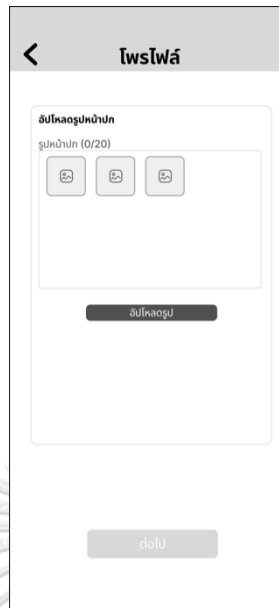 โพรไฟล์
อัปโหลดรูปหน้าปก
รูปหน้าปก (0/20)
อัปโหลดรูป
ต่อไป